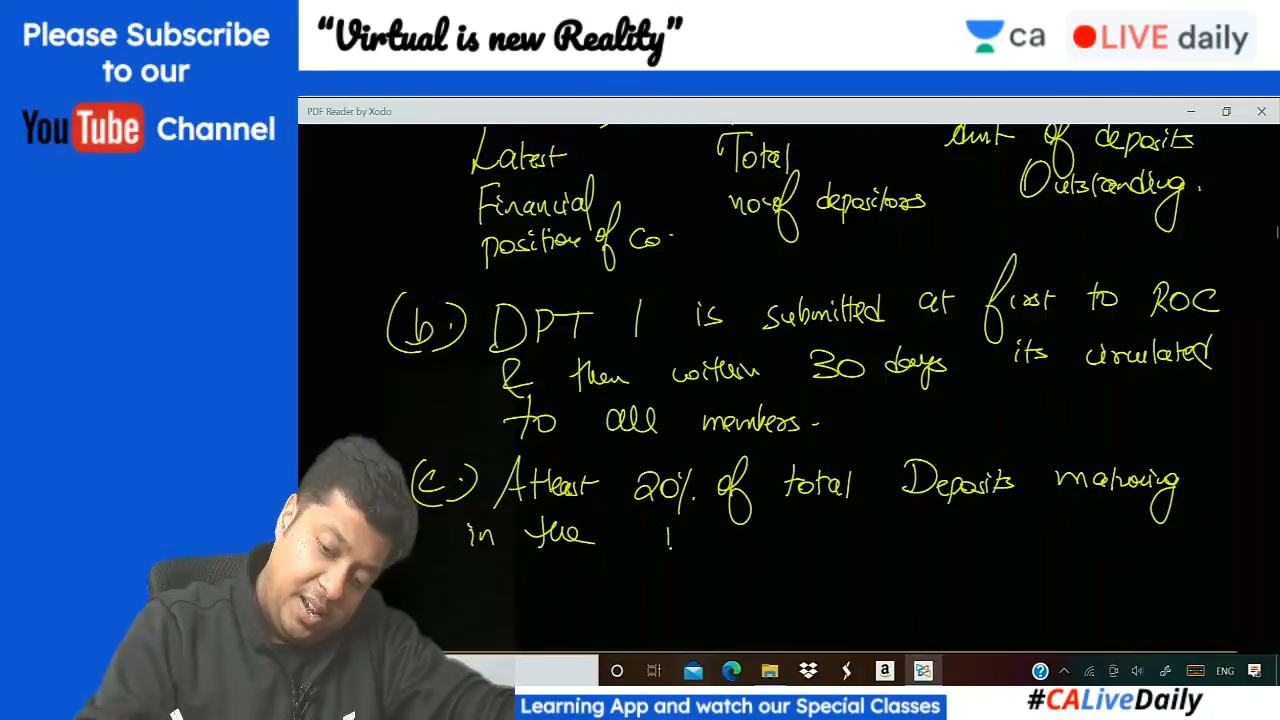 Please Subscribe
to our
YouTube Channel
"Virtual is new Reality"
ca
LIVE daily
PDF Reader by Xodo
Latest Total Amt of deposits
Financial no.of depositors Outstanding.
position of Co.
(b.) DPT 1 is submitted at first to ROC
& then within 30 days its circulated
to all members.
(c.) Atleast 20% of total Deposits maturing
in the
ENG
Learning App and watch our Special Classes
#CALiveDaily